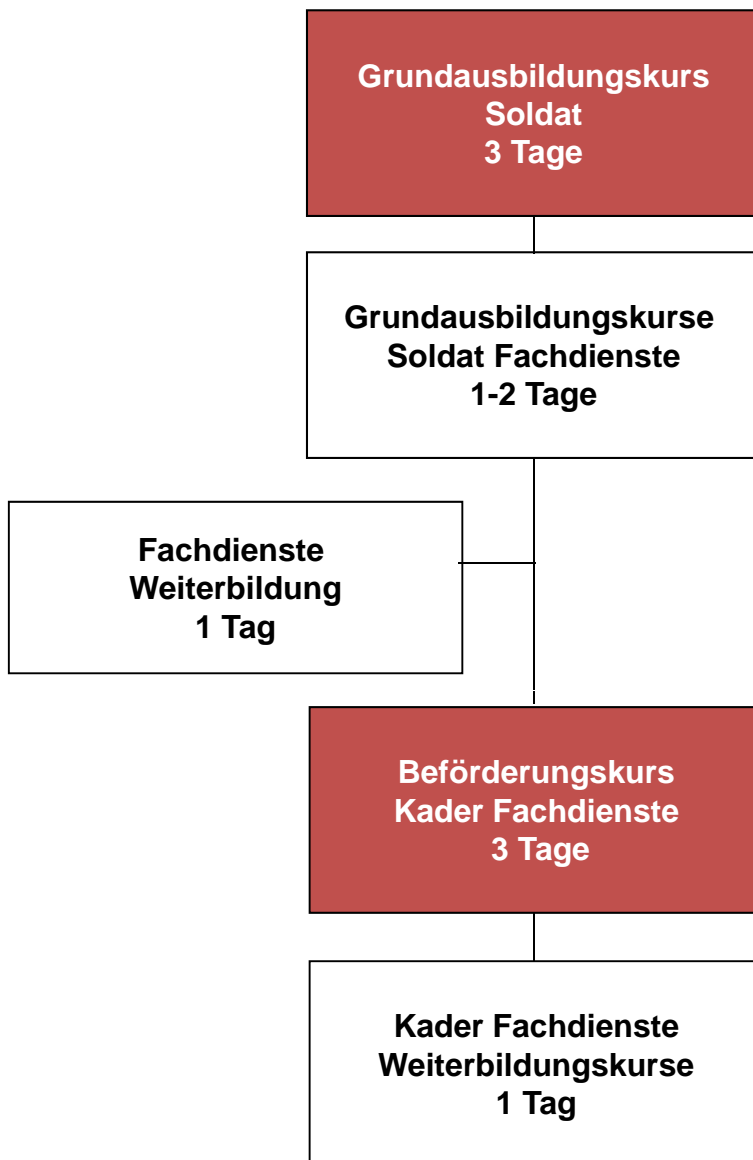 Grundausbildungskurs
Soldat
3 Tage
Grundausbildungskurse
Soldat Fachdienste
1-2 Tage
Fachdienste
Weiterbildung
1 Tag
Beförderungskurs
Kader Fachdienste
3 Tage
Kader Fachdienste
Weiterbildungskurse
1 Tag